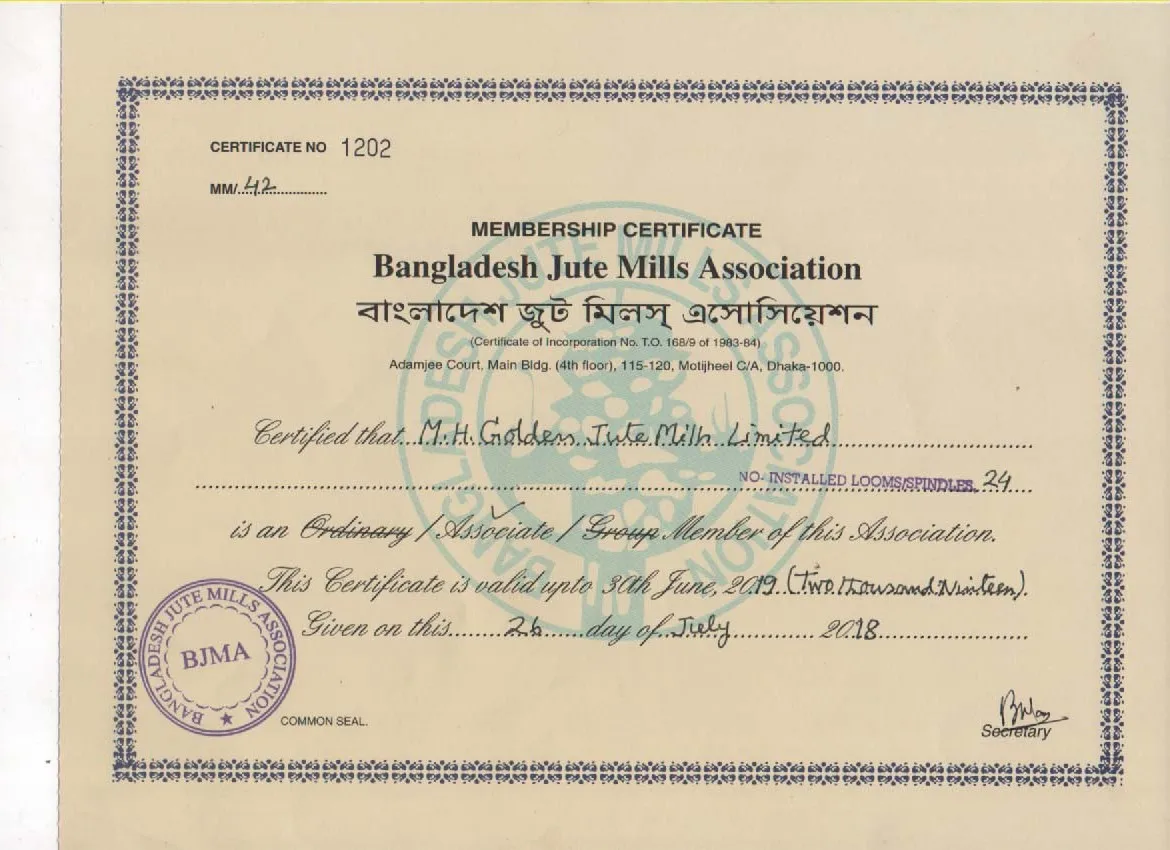 CERTIFICATE NO 1202
MM/.42
MEMBERSHIP CERTIFICATE
Bangladesh Jute Mills Association
বাংলাদেশ জুট মিলস্ এসোসিয়েশন
(Certificate of Incorporation No. T.O. 168/9 of 1983-84)
Adamjee Court, Main Bldg. (4th floor), 115-120, Motijheel C/A, Dhaka-1000.
Certified that M.H. Golden Jute Mills Limited
NO. INSTALLED LOOMS/SPINDLES. 24
is an Ordinary / Associate / Group Member of this Association.
This Certificate is valid upto 30th June, 2019 (Two thousand Nineteen).
Given on this 26 day of July 2018
BANGLADESH JUTE MILLS ASSOCIATION
BJMA
COMMON SEAL.
Secretary
BANGLADESH JUTE MILLS ASSOCIATION